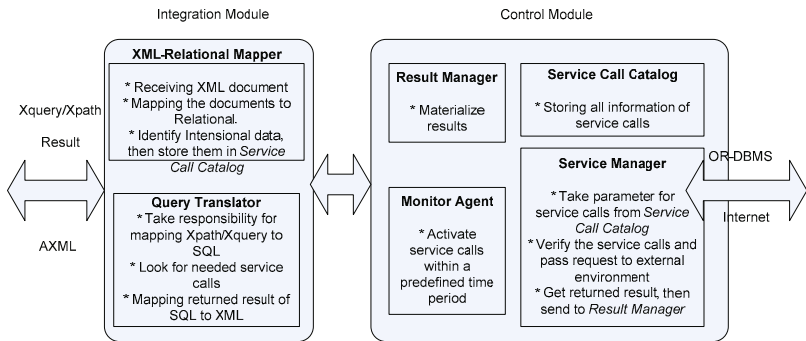 Integration Module
Control Module
Xquery/Xpath
Result
AXML
XML-Relational Mapper
* Receiving XML document
* Mapping the documents to
Relational.
* Identify Intensional data,
then store them in Service
Call Catalog
Query Translator
* Take responsibility for
mapping Xpath/Xquery to
SQL
* Look for needed service
calls
* Mapping returned result of
SQL to XML
Result Manager
* Materialize
results
Service Call Catalog
* Storing all information of
service calls
Monitor Agent
* Activate
service calls
within a
predefined time
period
Service Manager
* Take parameter for
service calls from Service
Call Catalog
* Verify the service calls and
pass request to external
environment
* Get returned result, then
send to Result Manager
OR-DBMS
Internet